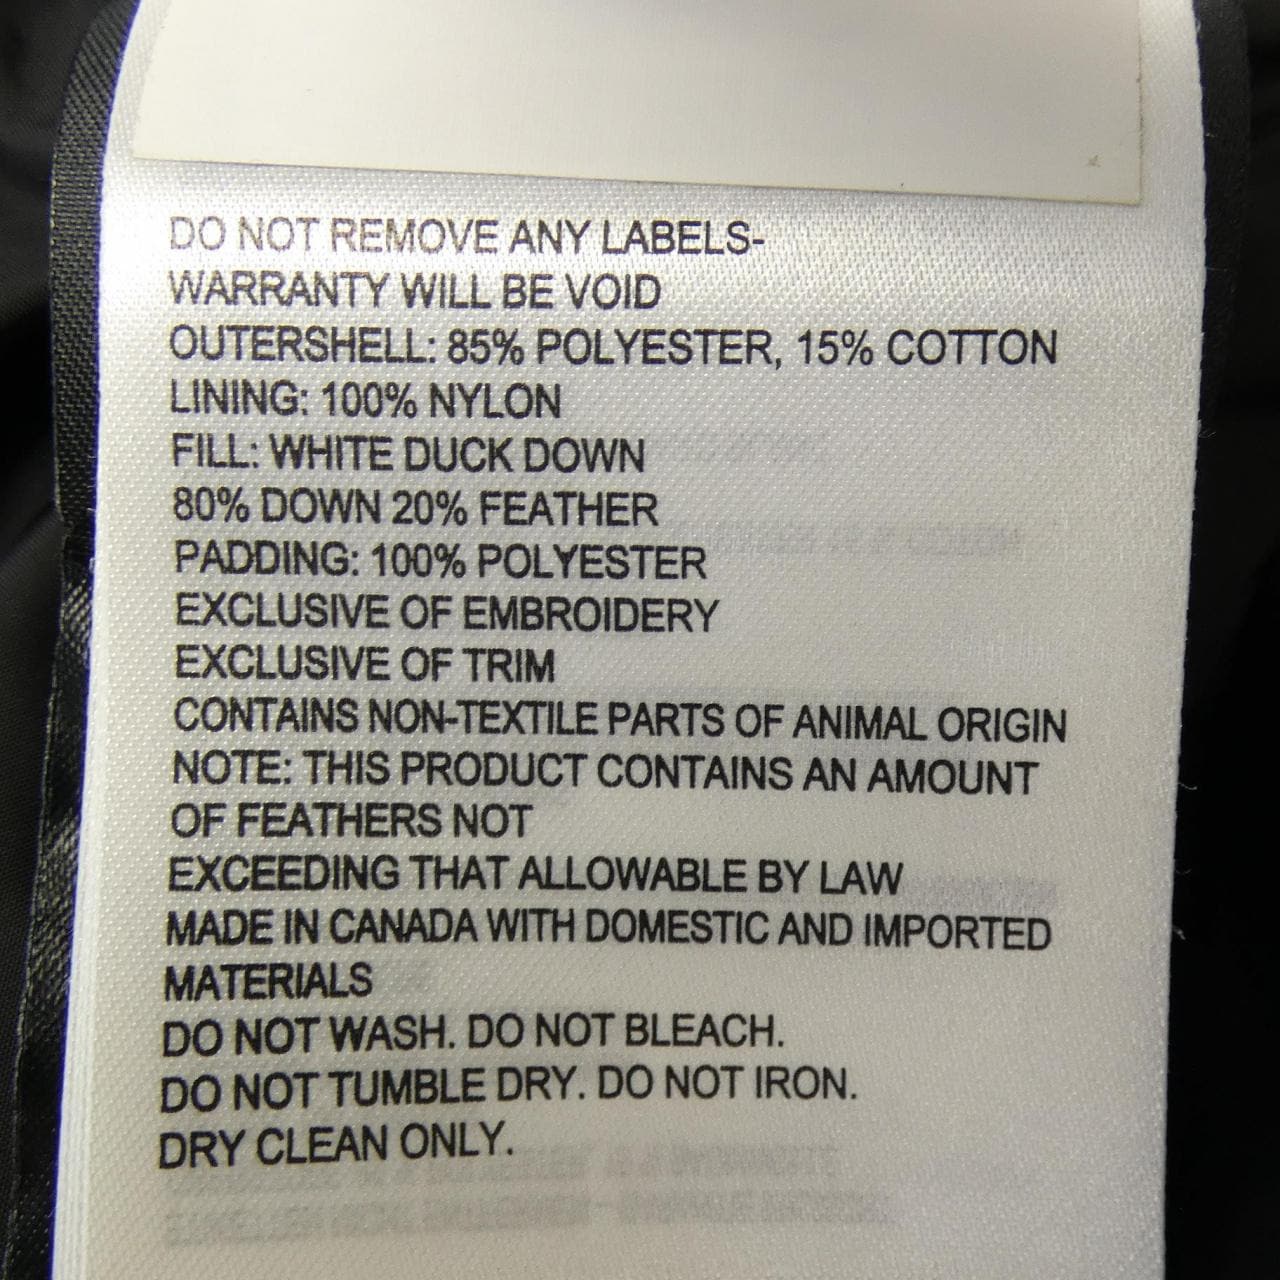 DO NOT REMOVE ANY LABELS-
WARRANTY WILL BE VOID
OUTERSHELL: 85% POLYESTER, 15% COTTON
LINING: 100% NYLON
FILL: WHITE DUCK DOWN
80% DOWN 20% FEATHER
PADDING: 100% POLYESTER
EXCLUSIVE OF EMBROIDERY
EXCLUSIVE OF TRIM
CONTAINS NON-TEXTILE PARTS OF ANIMAL ORIGIN
NOTE: THIS PRODUCT CONTAINS AN AMOUNT
OF FEATHERS NOT
EXCEEDING THAT ALLOWABLE BY LAW
MADE IN CANADA WITH DOMESTIC AND IMPORTED
MATERIALS
DO NOT WASH. DO NOT BLEACH.
DO NOT TUMBLE DRY. DO NOT IRON.
DRY CLEAN ONLY.